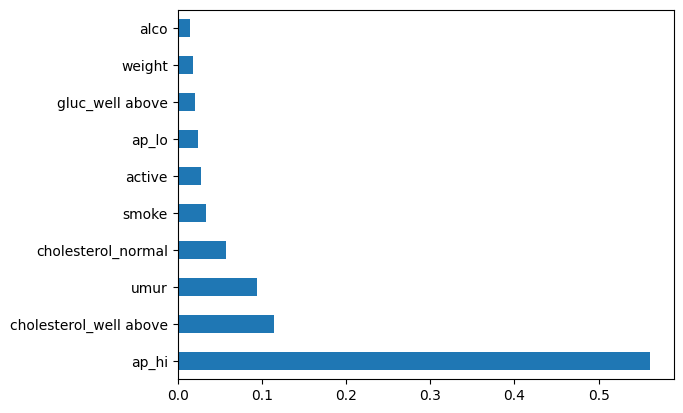 alco
weight
gluc_well above
ap_lo
active
smoke
cholesterol_normal
umur
cholesterol_well above
ap_hi
0.0 0.1 0.2 0.3 0.4 0.5